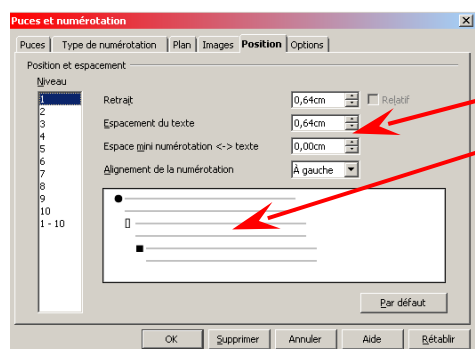 Puces et numérotation
Puces Type de numérotation Plan Images Position Options
Position et espacement
Niveau
1
2
3
4
5
6
7
8
9
10
1 - 10
Retrait 0,64cm Relatif
Espacement du texte 0,64cm
Espace mini numérotation <-> texte 0,00cm
Alignement de la numérotation À gauche
Par défaut
OK Supprimer Annuler Aide Rétablir